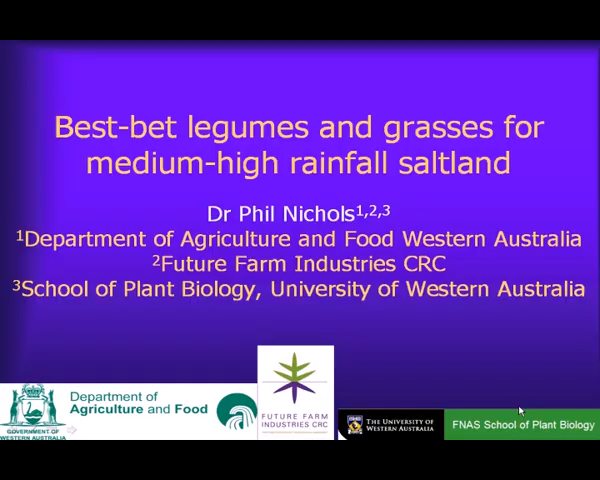 Best-bet legumes and grasses for
medium-high rainfall saltland
Dr Phil Nichols1,2,3
1Department of Agriculture and Food Western Australia
2Future Farm Industries CRC
3School of Plant Biology, University of Western Australia
GOVERNMENT OF
WESTERN AUSTRALIA
Department of
Agriculture and Food
FUTURE FARM
INDUSTRIES CRC
THE UNIVERSITY OF
WESTERN AUSTRALIA
FNAS School of Plant Biology